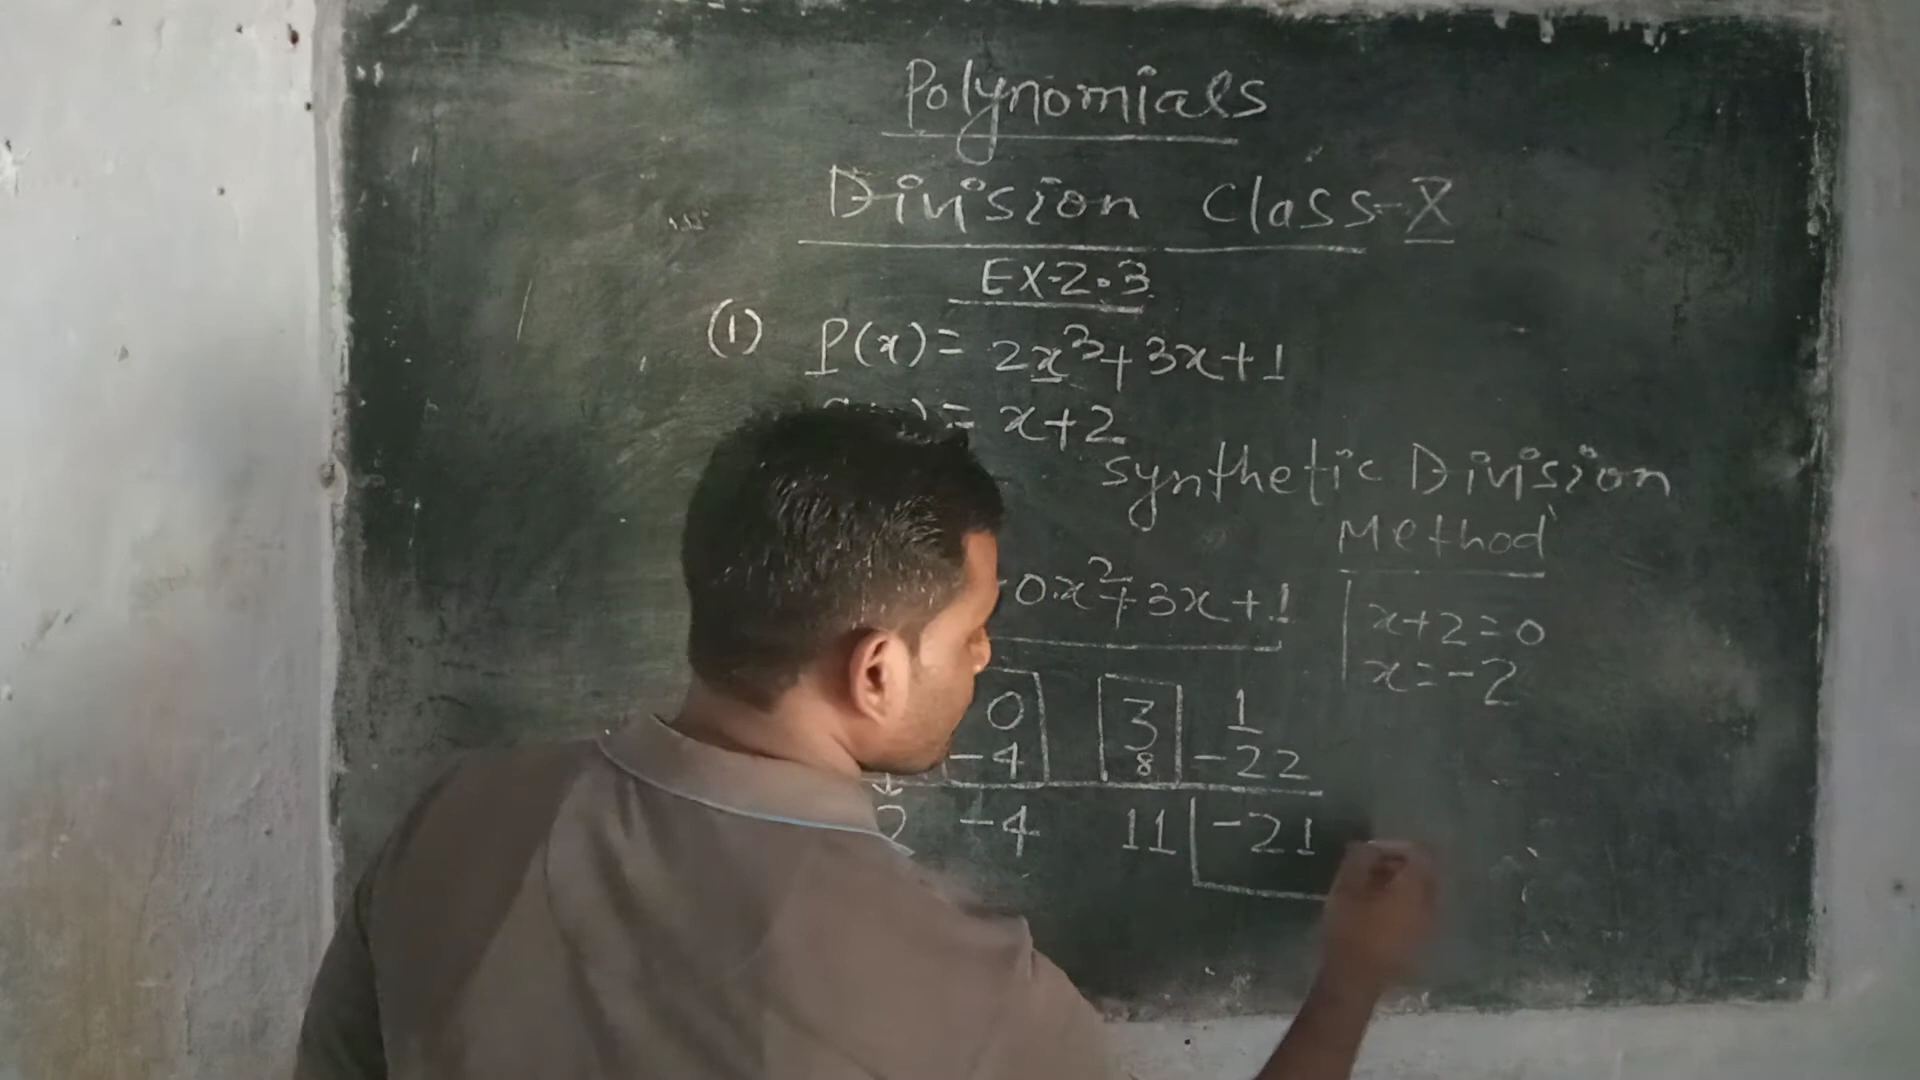 Polynomials
Division Class-X
EX-2.3
(1) P(x)= 2x³+3x+1
= x+2
Synthetic Division
Method
0x²+3x+1
x+2=0
x=-2
0 3 1
-4 8 -22
2 -4 11 -21